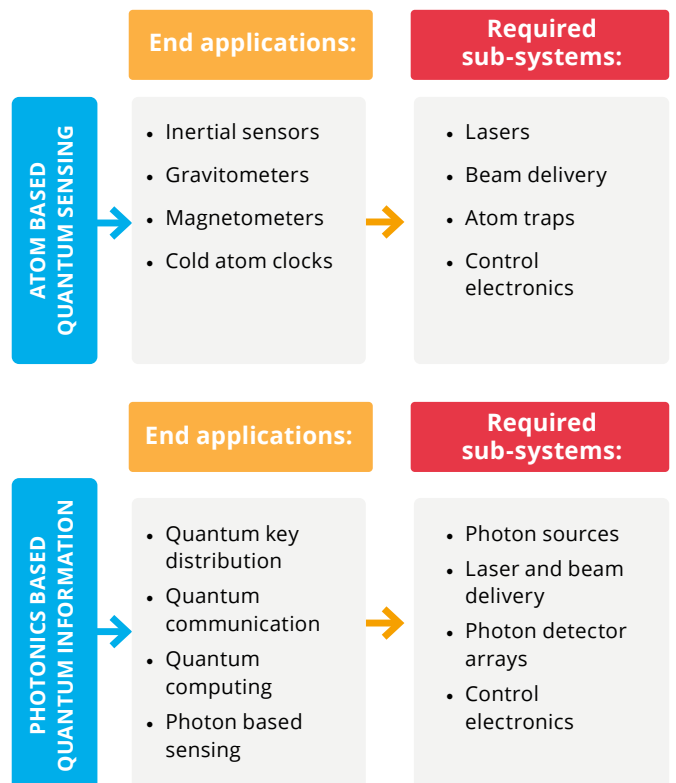 End applications:
Required
sub-systems:
ATOM BASED
QUANTUM SENSING
• Inertial sensors
• Gravitometers
• Magnetometers
• Cold atom clocks
• Lasers
• Beam delivery
• Atom traps
• Control
electronics
End applications:
Required
sub-systems:
PHOTONICS BASED
QUANTUM INFORMATION
• Quantum key
distribution
• Quantum
communication
• Quantum
computing
• Photon based
sensing
• Photon sources
• Laser and beam
delivery
• Photon detector
arrays
• Control
electronics